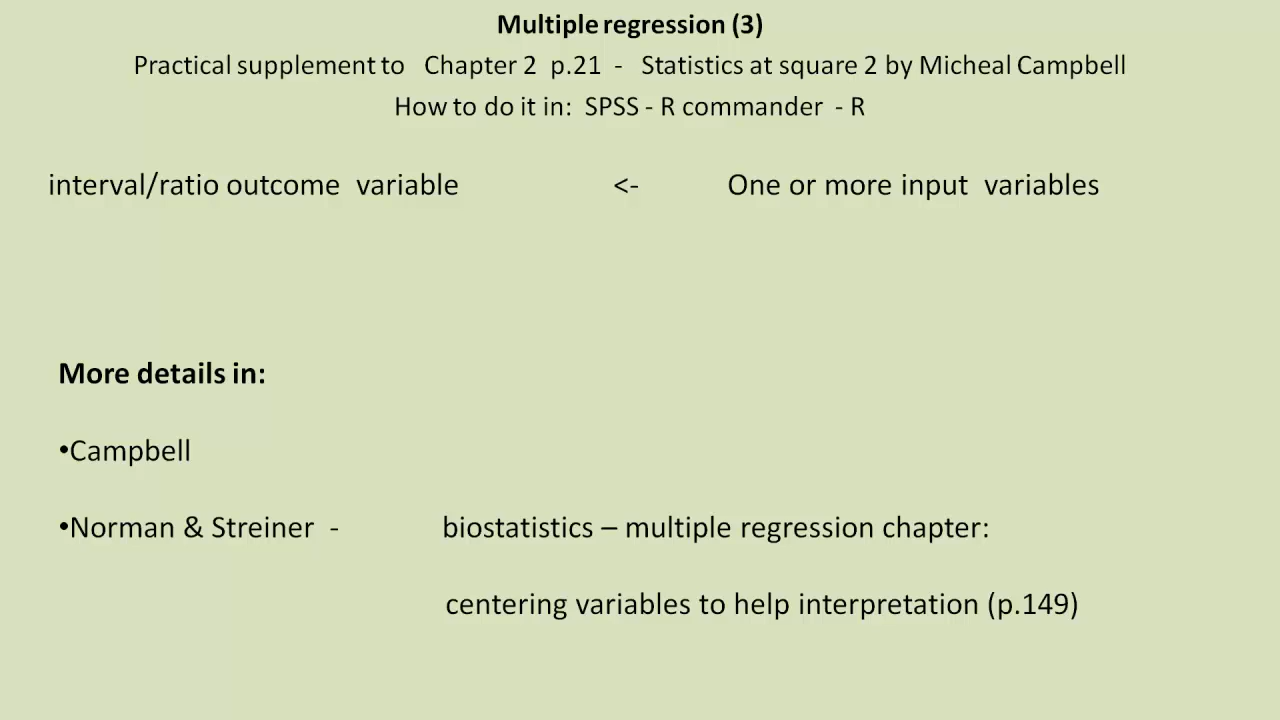 Multiple regression (3)
Practical supplement to Chapter 2 p.21 - Statistics at square 2 by Micheal Campbell
How to do it in: SPSS - R commander - R
interval/ratio outcome variable <- One or more input variables
More details in:
•Campbell
•Norman & Streiner - biostatistics – multiple regression chapter:
centering variables to help interpretation (p.149)